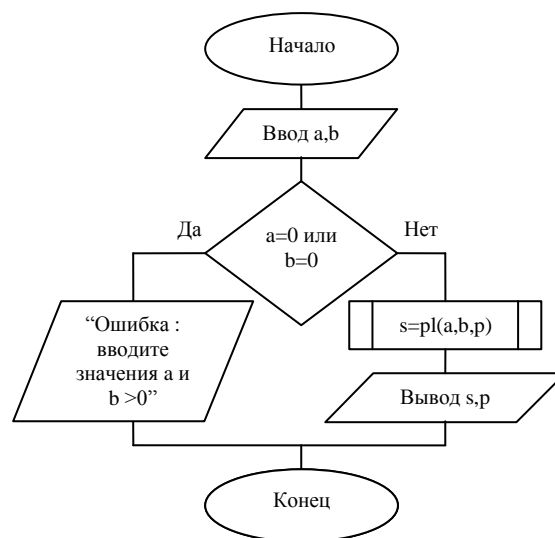 Начало
Ввод a,b
Да
a=0 или
b=0
Нет
“Ошибка :
вводите
значения a и
b >0”
s=pl(a,b,p)
Вывод s,p
Конец